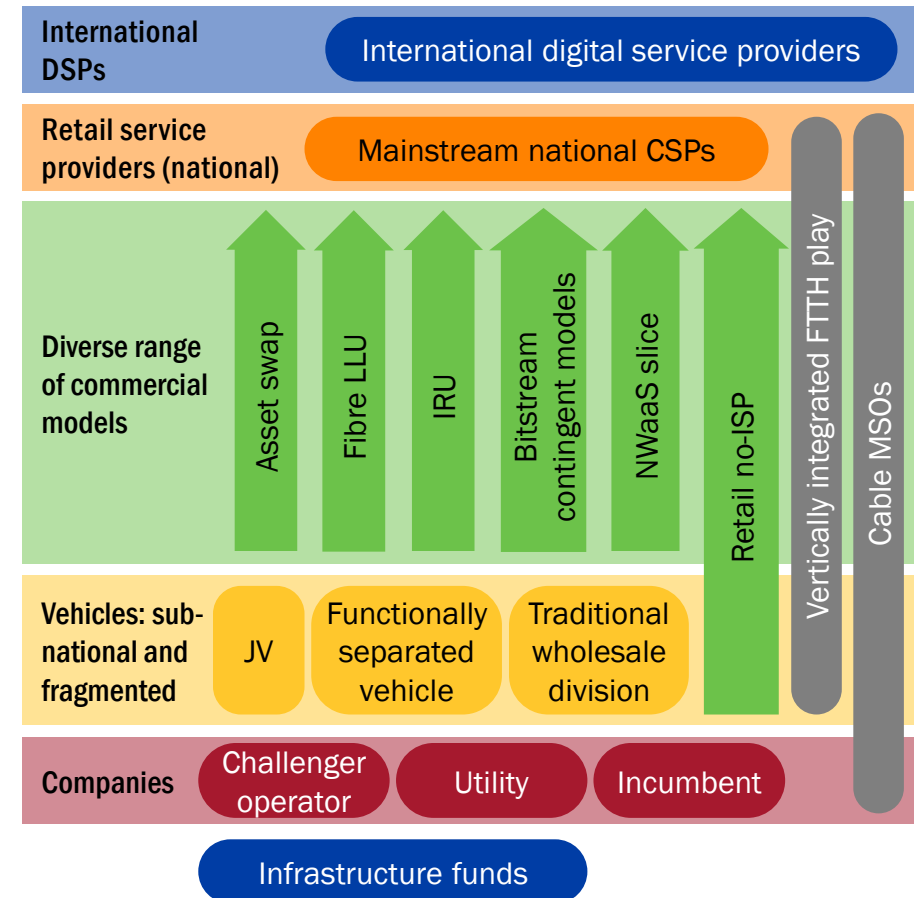 International
DSPs
International digital service providers
Retail service
providers (national)
Mainstream national CSPs
Diverse range
of commercial
models
Asset swap
Fibre LLU
IRU
Bitstream
contingent models
NWaaS slice
Retail no-ISP
Vertically integrated FTTH play
Cable MSOs
Vehicles: sub-
national and
fragmented
JV
Functionally
separated
vehicle
Traditional
wholesale
division
Companies
Challenger
operator
Utility
Incumbent
Infrastructure funds